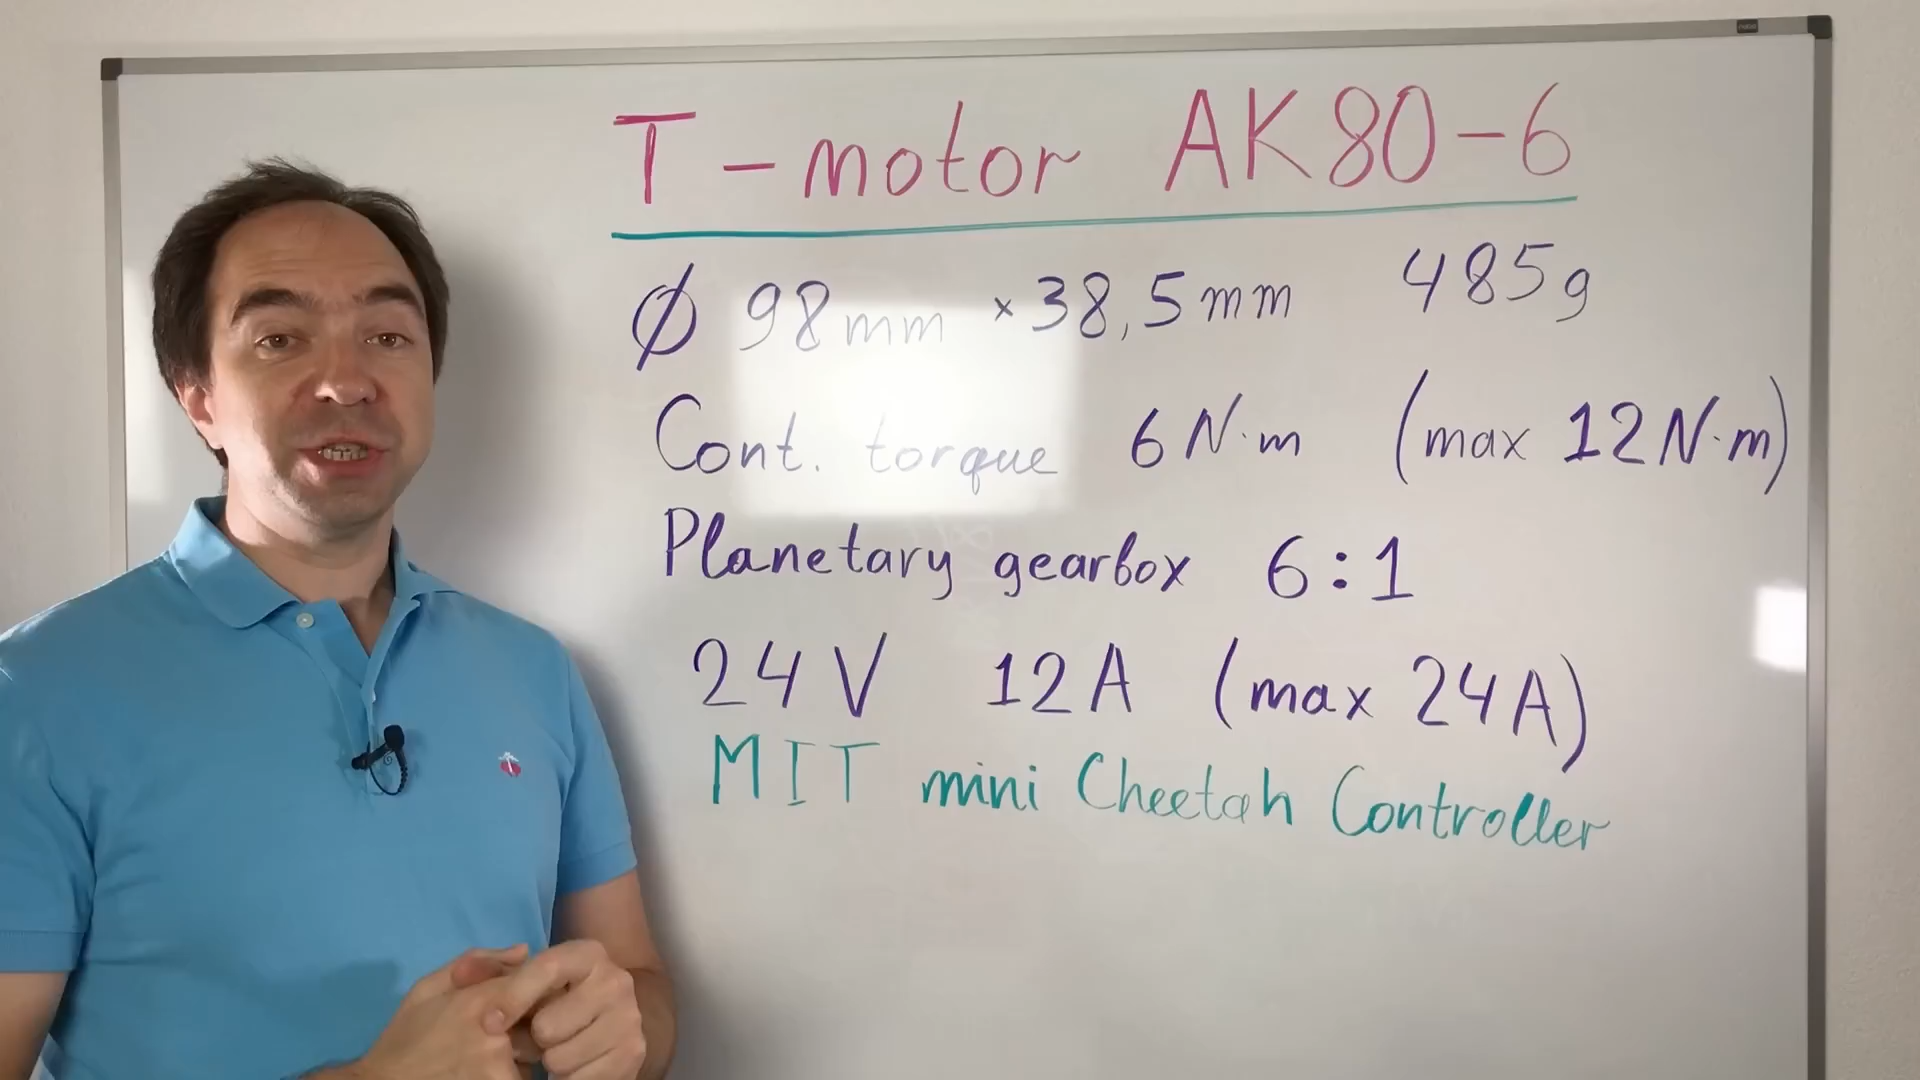 T-motor AK80-6
Ø 98mm ×38,5mm 485g
Cont. torque 6N·m (max 12N·m)
Planetary gearbox 6:1
24V 12A (max 24A)
MIT mini Cheetah Controller